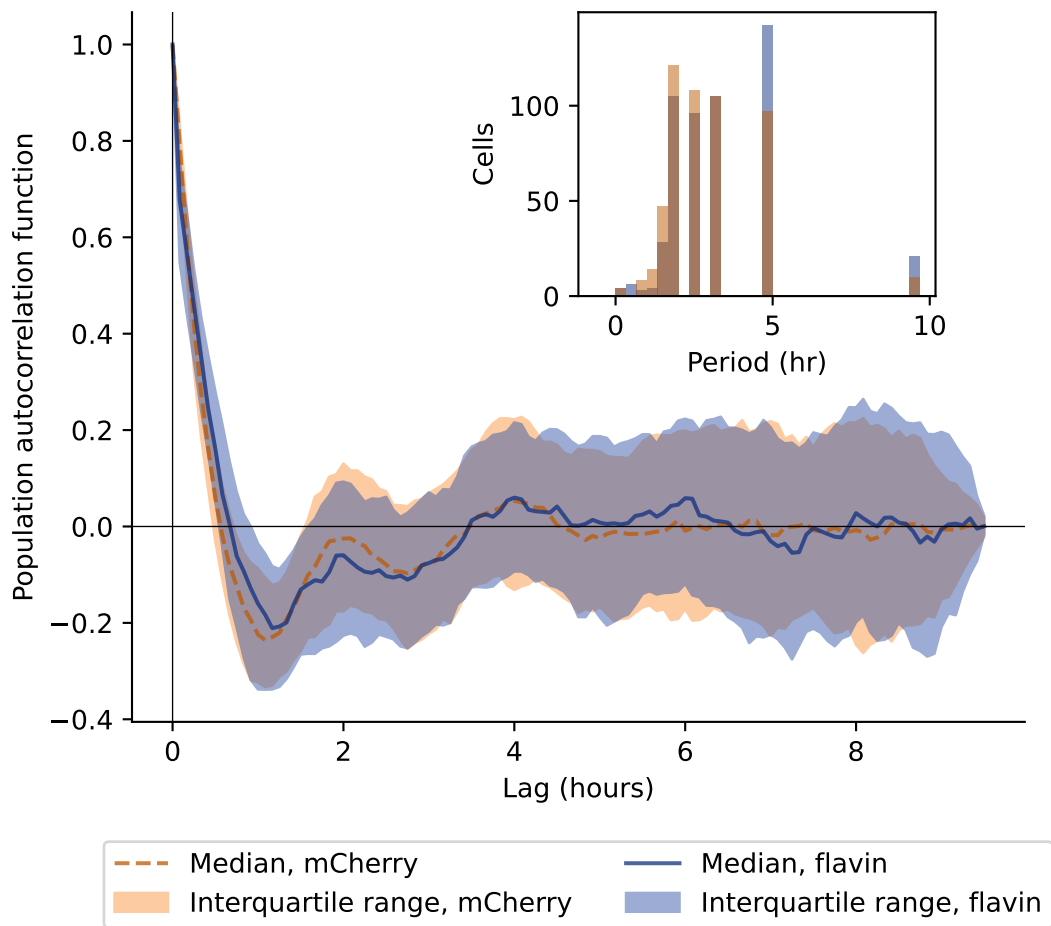 1.0
0.8
0.6
0.4
0.2
0.0
−0.2
−0.4
Population autocorrelation function
0
2
4
6
8
Lag (hours)
100
50
0
Cells
0
5
10
Period (hr)
Median, mCherry
Interquartile range, mCherry
Median, flavin
Interquartile range, flavin